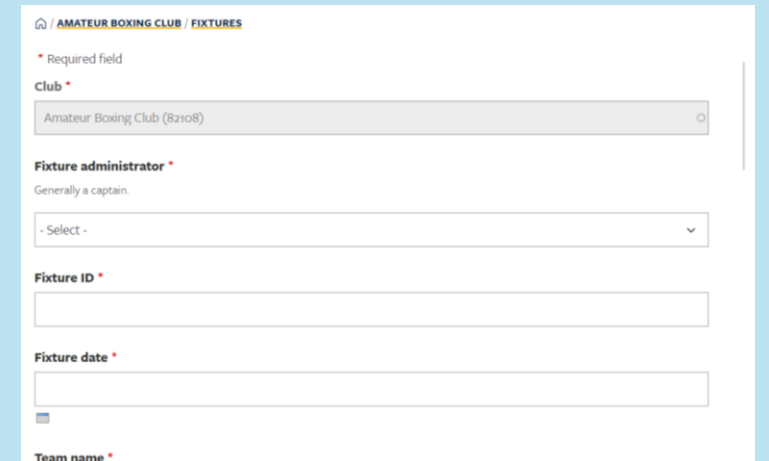 / AMATEUR BOXING CLUB / FIXTURES
* Required field
Club *
Amateur Boxing Club (82108)
Fixture administrator *
Generally a captain.
- Select -
Fixture ID *
Fixture date *
Team name *